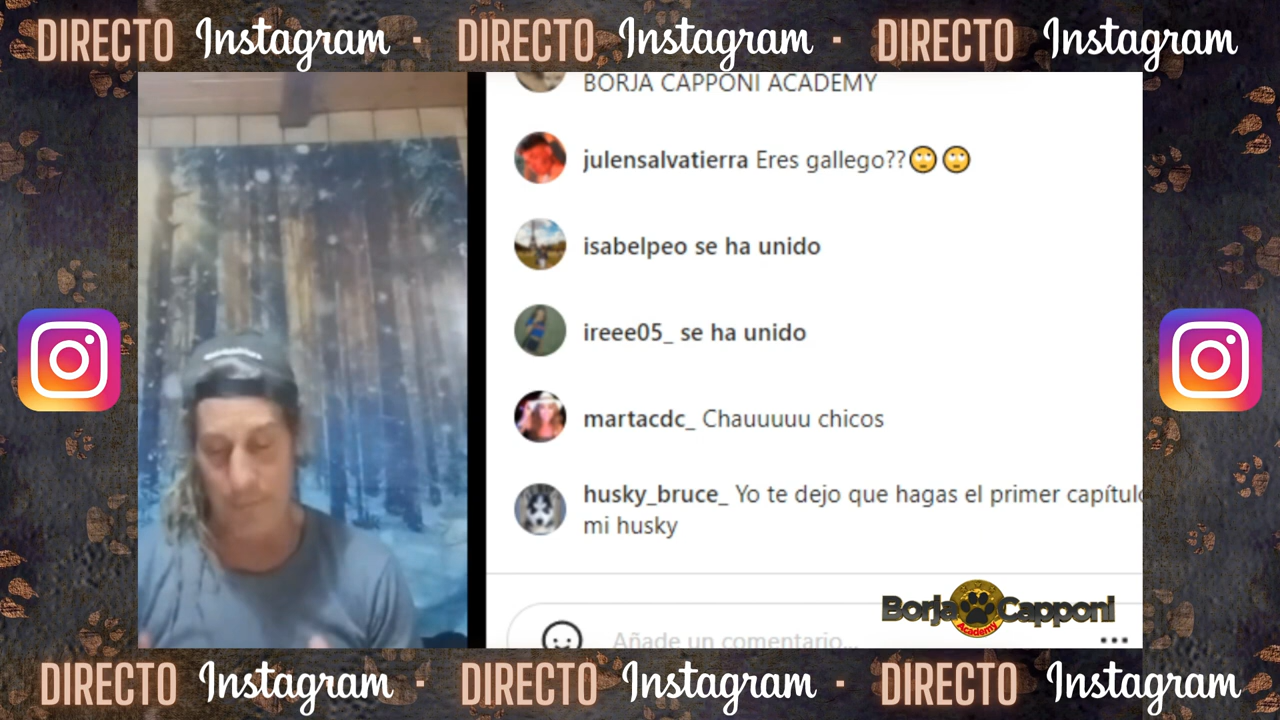 DIRECTO Instagram · DIRECTO Instagram · DIRECTO Instagram
BORJA CAPPONI ACADEMY
julensalvatierra Eres gallego??🙄🙄
isabelpeo se ha unido
ireee05_ se ha unido
martacdc_ Chauuuuu chicos
husky_bruce_ Yo te dejo que hagas el primer capítulo
mi husky
Borja Capponi
Academy
Añade un comentario...
DIRECTO Instagram · DIRECTO Instagram · DIRECTO Instagram